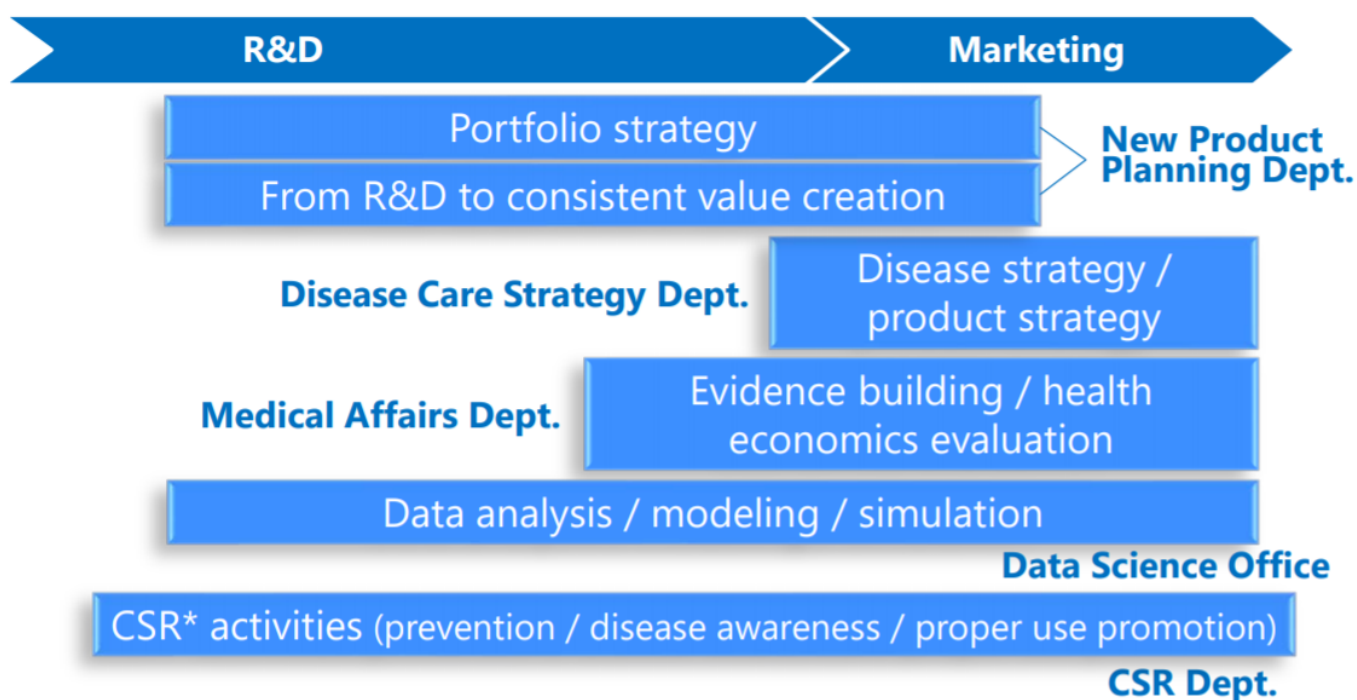 R&D
Marketing
Portfolio strategy
From R&D to consistent value creation
New Product
Planning Dept.
Disease Care Strategy Dept.
Disease strategy /
product strategy
Medical Affairs Dept.
Evidence building / health
economics evaluation
Data analysis / modeling / simulation
Data Science Office
CSR* activities (prevention / disease awareness / proper use promotion)
CSR Dept.